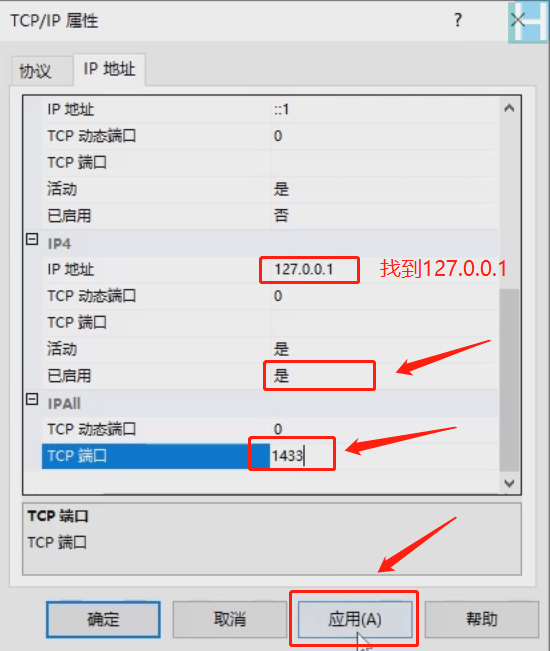 TCP/IP 属性 ?
协议 IP 地址
IP 地址 ::1
TCP 动态端口 0
TCP 端口
活动 是
已启用 否
IP4
IP 地址 127.0.0.1 找到127.0.0.1
TCP 动态端口 0
TCP 端口
活动 是
已启用 是
IPAll
TCP 动态端口 0
TCP 端口 1433
TCP 端口
TCP 端口
确定 取消 应用(A) 帮助